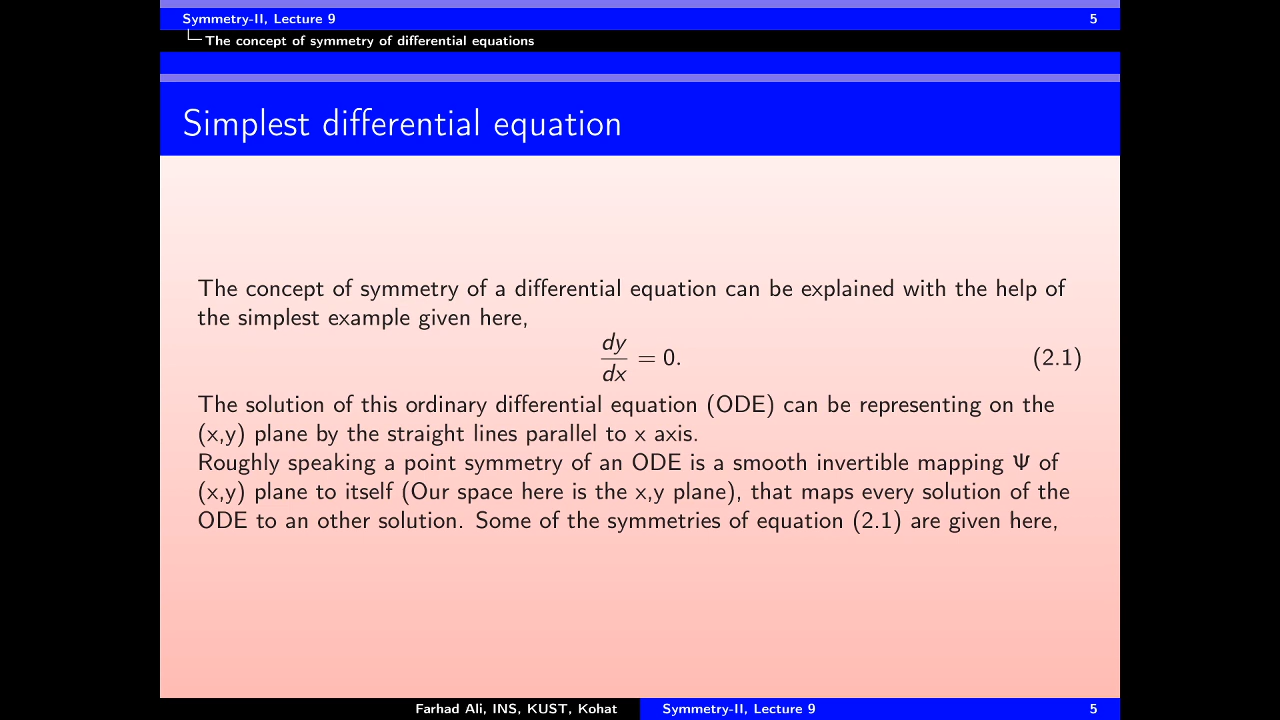 Symmetry-II, Lecture 9 5
The concept of symmetry of differential equations
Simplest differential equation
The concept of symmetry of a differential equation can be explained with the help of
the simplest example given here,
dy/dx = 0. (2.1)
The solution of this ordinary differential equation (ODE) can be representing on the
(x,y) plane by the straight lines parallel to x axis.
Roughly speaking a point symmetry of an ODE is a smooth invertible mapping Ψ of
(x,y) plane to itself (Our space here is the x,y plane), that maps every solution of the
ODE to an other solution. Some of the symmetries of equation (2.1) are given here,
Farhad Ali, INS, KUST, Kohat Symmetry-II, Lecture 9 5